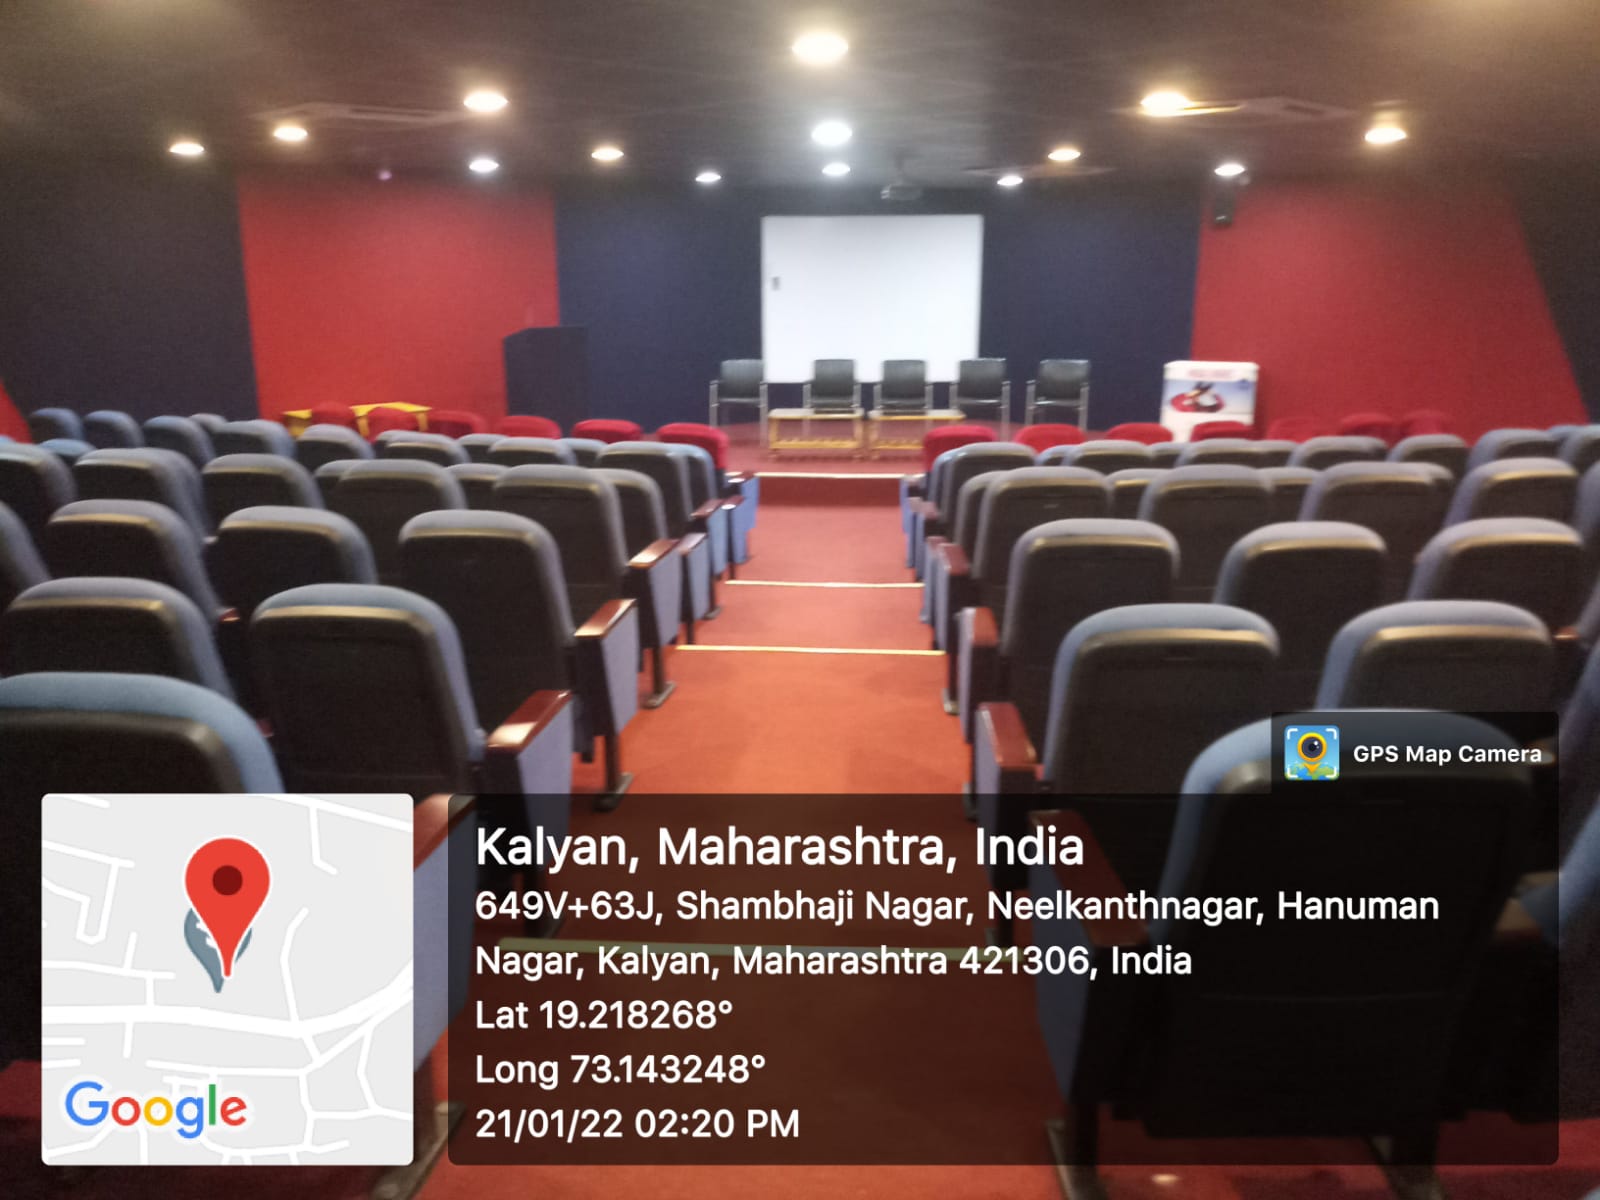 GPS Map Camera
Kalyan, Maharashtra, India
649V+63J, Shambhaji Nagar, Neelkanthnagar, Hanuman
Nagar, Kalyan, Maharashtra 421306, India
Lat 19.218268°
Long 73.143248°
21/01/22 02:20 PM
Google